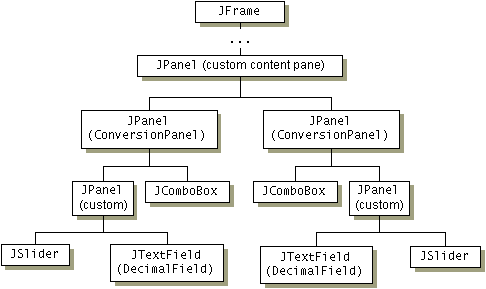 JFrame
...
JPanel (custom content pane)
JPanel
(ConversionPanel)
JPanel
(ConversionPanel)
JPanel
(custom)
JComboBox
JComboBox
JPanel
(custom)
JSlider
JTextField
(DecimalField)
JTextField
(DecimalField)
JSlider